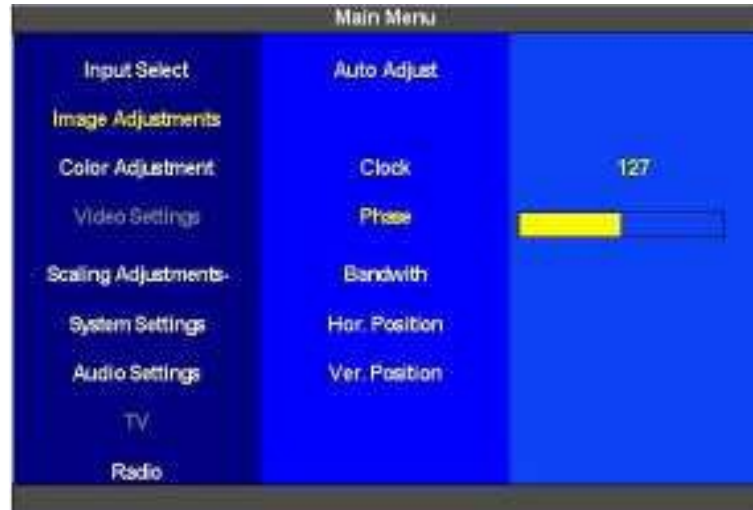 Main Menu
Input Select
Auto Adjust
Image Adjustments
Color Adjustment
Clock
127
Video Settings
Phase
Scaling Adjustments-
Bandwith
System Settings
Hor. Position
Audio Settings
Ver. Position
TV
Radio